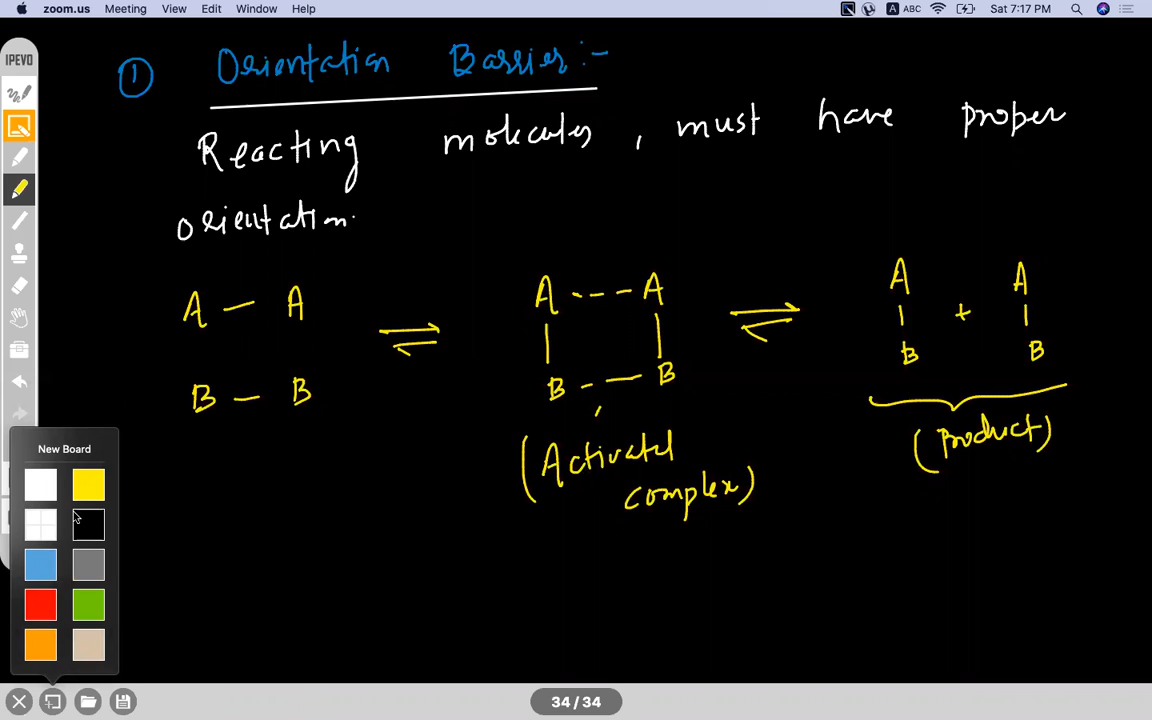 zoom.us Meeting View Edit Window Help A ABC Sat 7:17 PM
IPEVO
① Orientation Barrier :-
Reacting molecules, must have proper
orientation.
A — A ⇌ A --- A ⇌ A + A
B — B B - — - B B B
(Activated complex)
(Product)
New Board
34 / 34